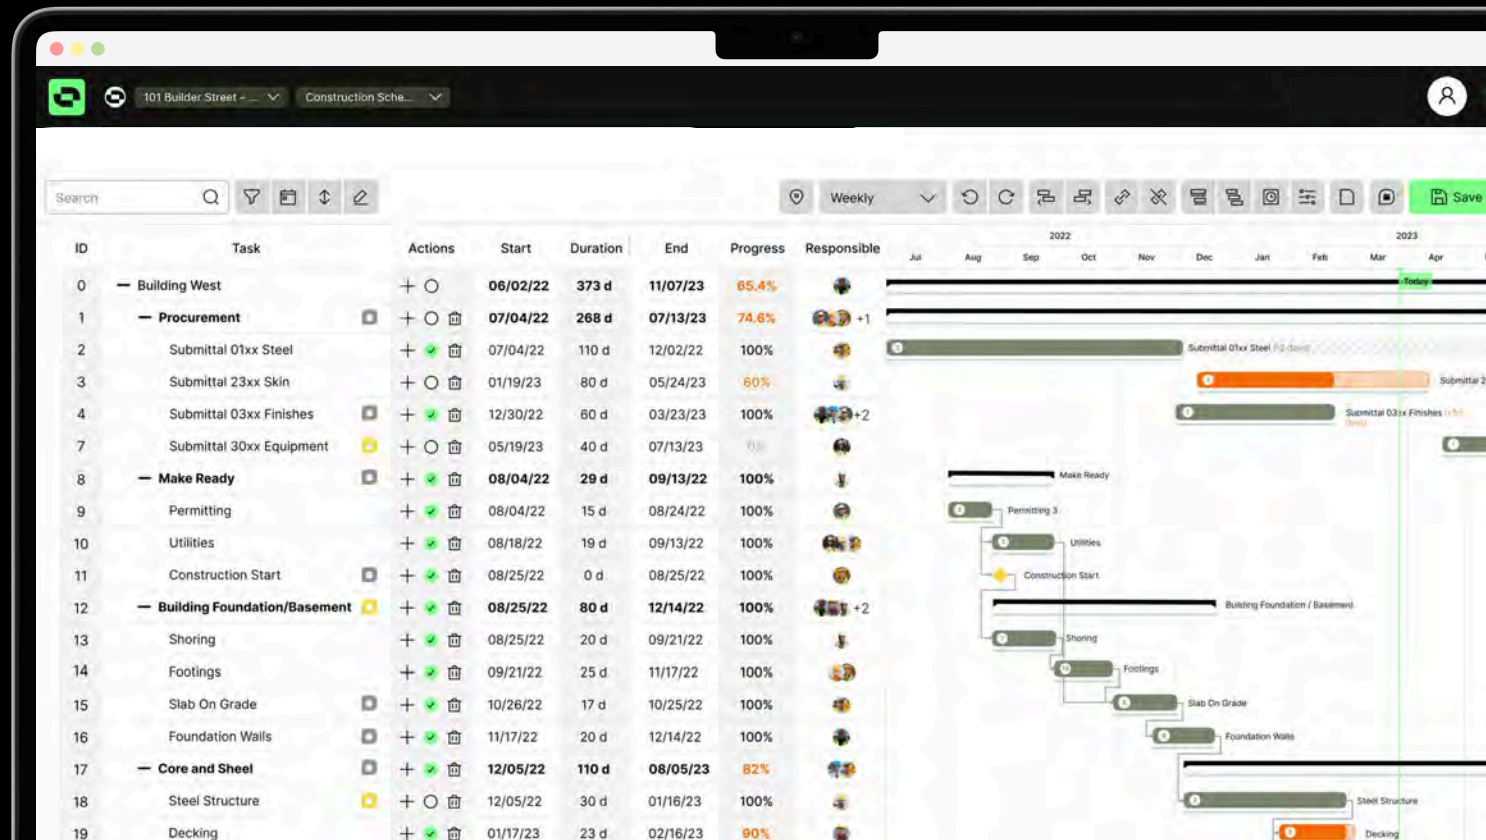 101 Builder Street – ...
Construction Sche...
Search
Weekly
Save
ID Task Actions Start Duration End Progress Responsible
2022 2023
Jul Aug Sep Oct Nov Dec Jan Feb Mar Apr
Today
0 Building West 06/02/22 373 d 11/07/23 65.4%
1 Procurement 07/04/22 268 d 07/13/23 74.6% +1
2 Submittal 01xx Steel 07/04/22 110 d 12/02/22 100% Submittal 01xx Steel
3 Submittal 23xx Skin 01/19/23 80 d 05/24/23 60% Submittal 2
4 Submittal 03xx Finishes 12/30/22 60 d 03/23/23 100% +2 Submittal 03xx Finishes
7 Submittal 30xx Equipment 05/19/23 40 d 07/13/23 0%
8 Make Ready 08/04/22 29 d 09/13/22 100% Make Ready
9 Permitting 08/04/22 15 d 08/24/22 100% Permitting 3
10 Utilities 08/18/22 19 d 09/13/22 100% Utilities
11 Construction Start 08/25/22 0 d 08/25/22 100% Construction Start
12 Building Foundation/Basement 08/25/22 80 d 12/14/22 100% +2 Building Foundation / Basement
13 Shoring 08/25/22 20 d 09/21/22 100% Shoring
14 Footings 09/21/22 25 d 11/17/22 100% Footings
15 Slab On Grade 10/26/22 17 d 10/25/22 100% Slab On Grade
16 Foundation Walls 11/17/22 20 d 12/14/22 100% Foundation Walls
17 Core and Sheel 12/05/22 110 d 08/05/23 82%
18 Steel Structure 12/05/22 30 d 01/16/23 100% Steel Structure
19 Decking 01/17/23 23 d 02/16/23 90% Decking